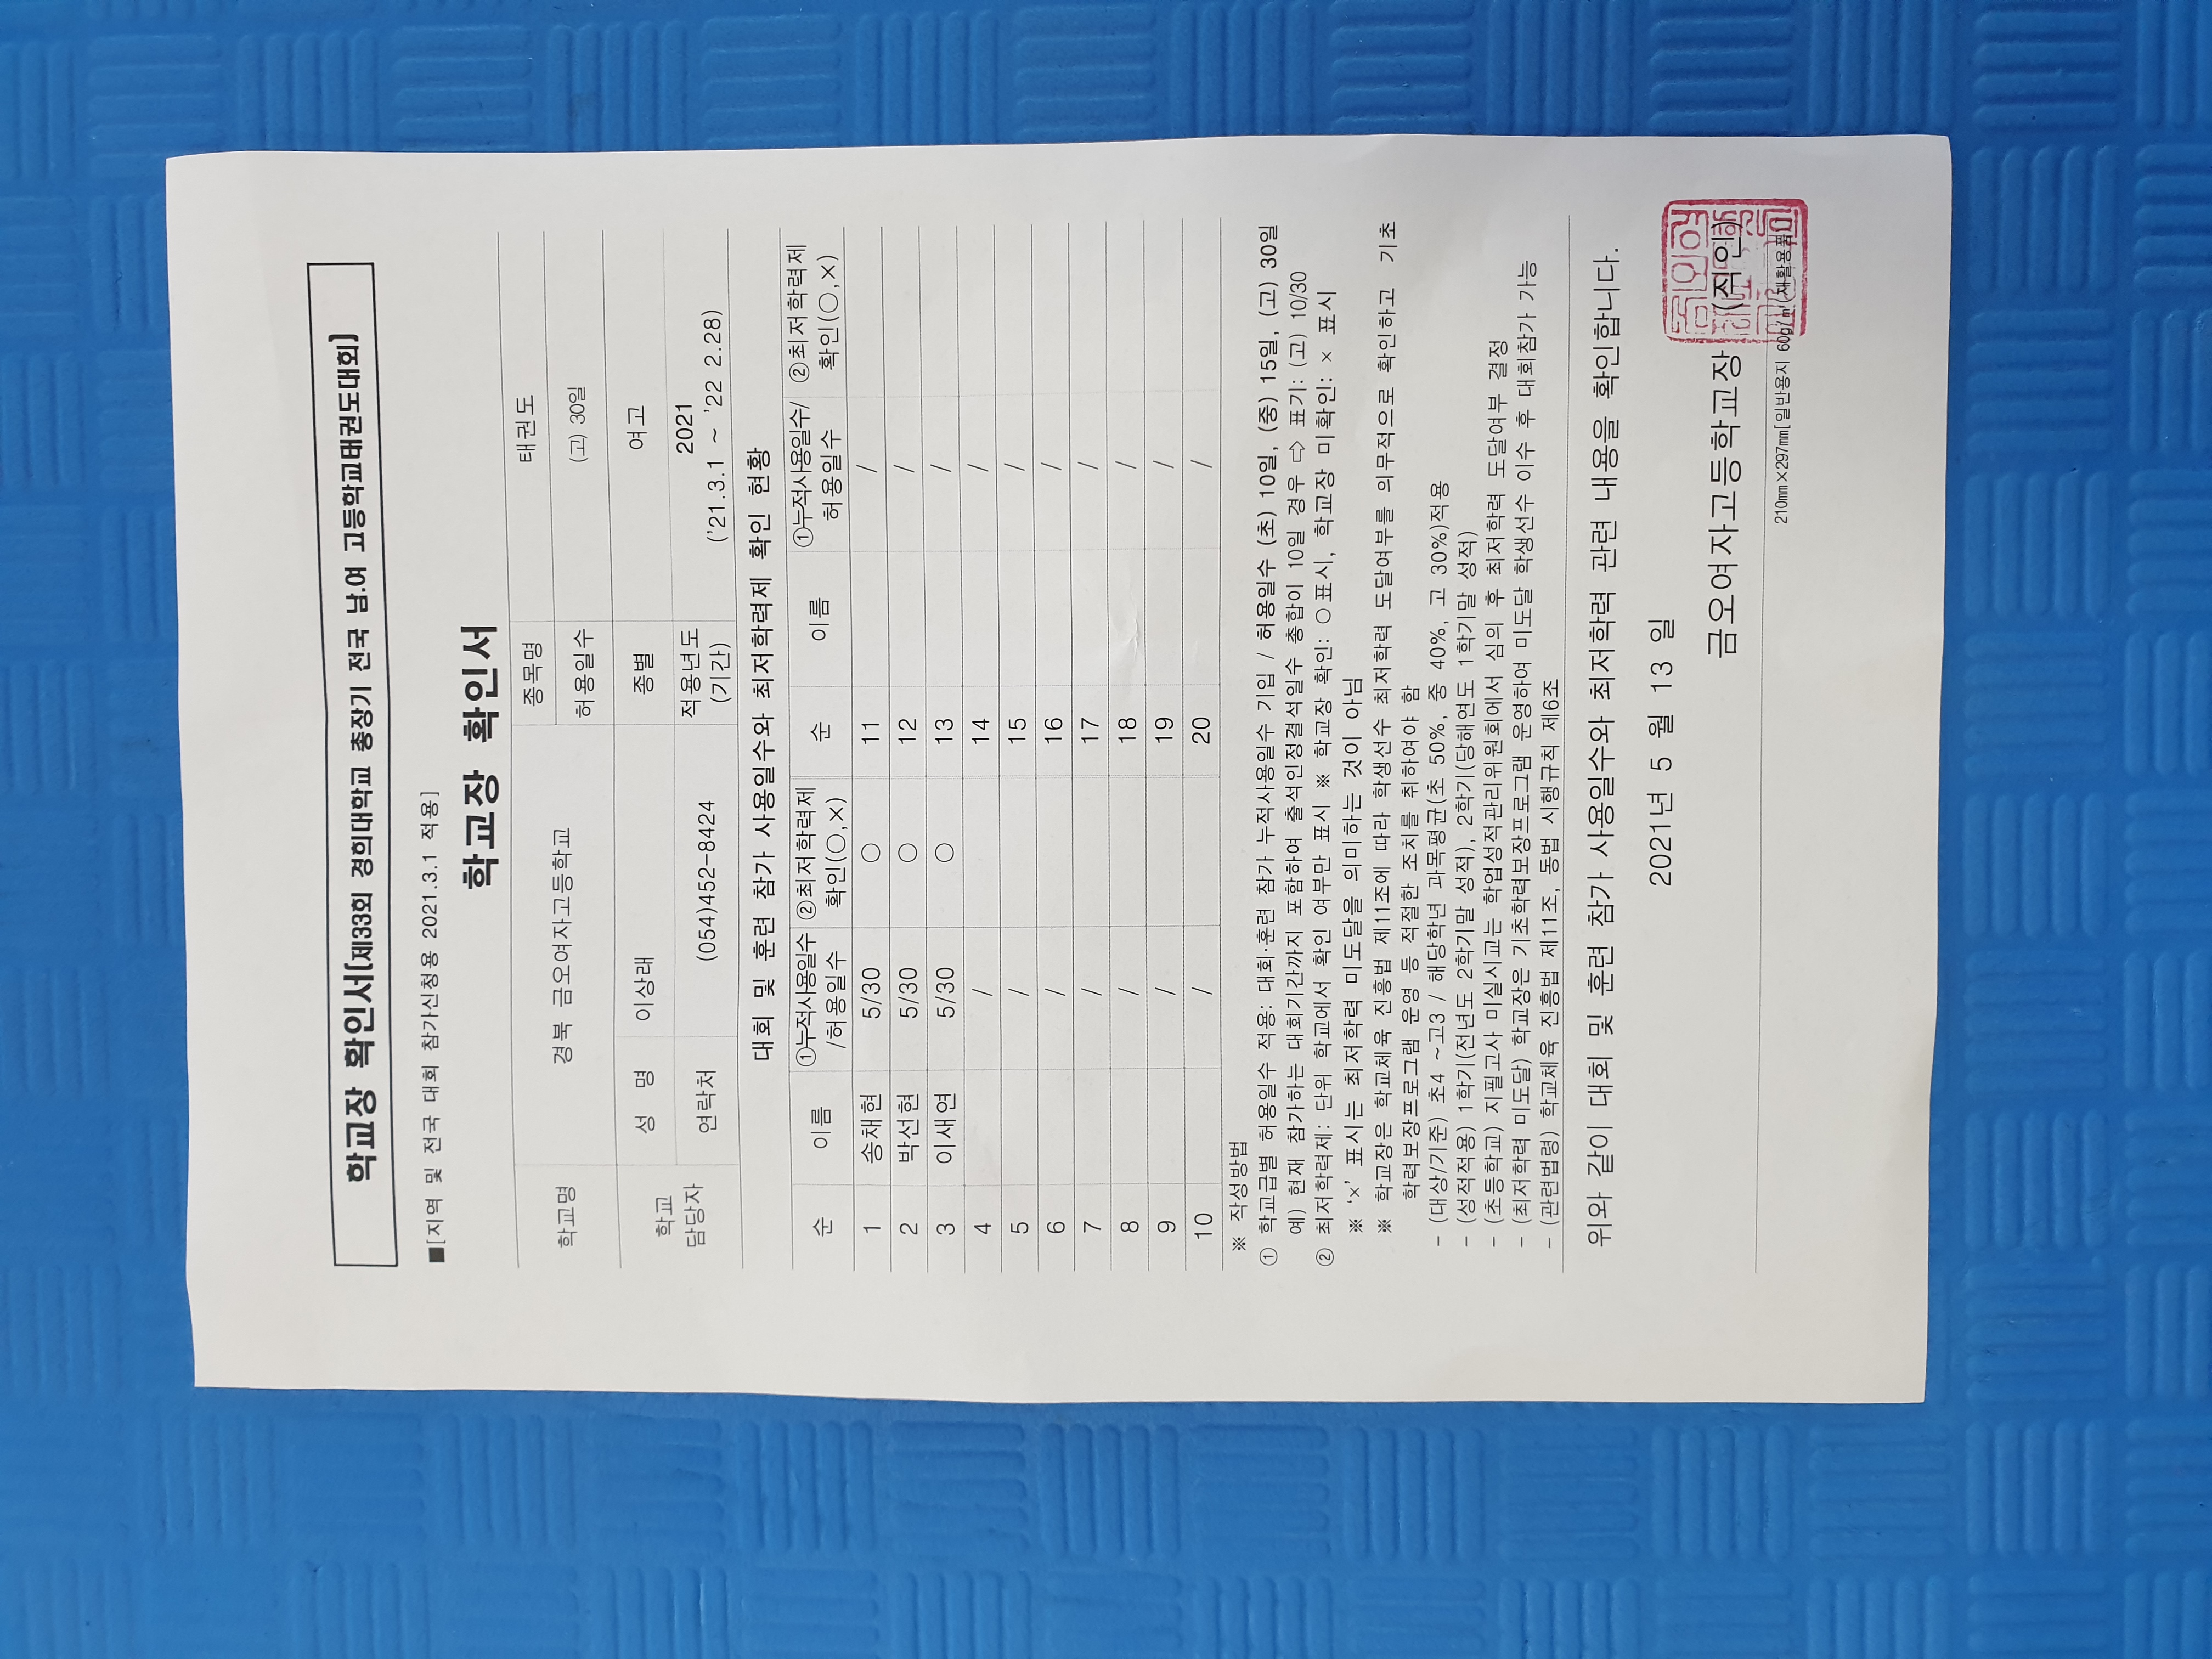 학교장 확인서(제33회 경희대학교 총장기 전국 남.여 고등학교태권도대회)
■[지역 및 전국 대회 참가신청용 2021.3.1 적용]
학교장 확인서
학교명 경북 금오여자고등학교 종목명 태권도
허용일수 (고) 30일
학교 담당자 성 명 이상래 종별 여고
연락처 (054)452-8424 적용년도 (기간) 2021 ('21.3.1 ~ '22 2.28)
대회 및 훈련 참가 사용일수와 최저학력제 확인 현황
순 이름 ①누적사용일수/허용일수 ②최저학력제 확인(○,×) 순 이름 ①누적사용일수/허용일수 ②최저학력제 확인(○,×)
1 송채현 5/30 ○ 11 /
2 박선현 5/30 ○ 12 /
3 이새연 5/30 ○ 13 /
4 / 14 /
5 / 15 /
6 / 16 /
7 / 17 /
8 / 18 /
9 / 19 /
10 / 20 /
※ 작성방법
① 학교급별 허용일수 적용: 대회·훈련 참가 누적사용일수 기입 / 허용일수 (초) 10일, (중) 15일, (고) 30일
예) 현재 참가하는 대회기간까지 포함하여 출석인정결석일수 총합이 10일 경우 ⇨ 표기: (고) 10/30
② 최저학력제: 단위 학교에서 확인 여부만 표시 ※ 학교장 확인: ○표시, 학교장 미확인: × 표시
※ '×' 표시는 최저학력 미도달을 의미하는 것이 아님
※ 학교장은 학교체육 진흥법 제11조에 따라 학생선수 최저학력 도달여부를 의무적으로 확인하고 기초
학력보장프로그램 운영 등 적절한 조치를 취하여야 함
- (대상/기준) 초4 ~고3 / 해당학년 과목평균(초 50%, 중 40%, 고 30%)적용
- (성적적용) 1학기(전년도 2학기말 성적), 2학기(당해연도 1학기말 성적)
- (초등학교) 지필고사 미실시교는 학업성적관리위원회에서 심의 후 최저학력 도달여부 결정
- (최저학력 미도달) 학교장은 기초학력보장프로그램 운영하여 미도달 학생선수 이수 후 대회참가 가능
- (관련법령) 학교체육 진흥법 제11조, 동법 시행규칙 제6조
위와 같이 대회 및 훈련 참가 사용일수와 최저학력 관련 내용을 확인합니다.
2021년 5 월 13 일
금오여자고등학교장 (직인)
210㎜×297㎜[일반용지 60g/㎡(재활용품)]